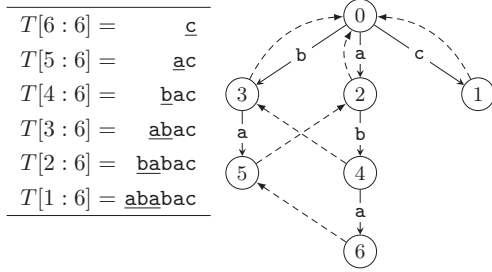 T[6 : 6] = c
T[5 : 6] = ac
T[4 : 6] = bac
T[3 : 6] = abac
T[2 : 6] = babac
T[1 : 6] = ababac
0
b a c
3 2 1
a b
5 4
a
6